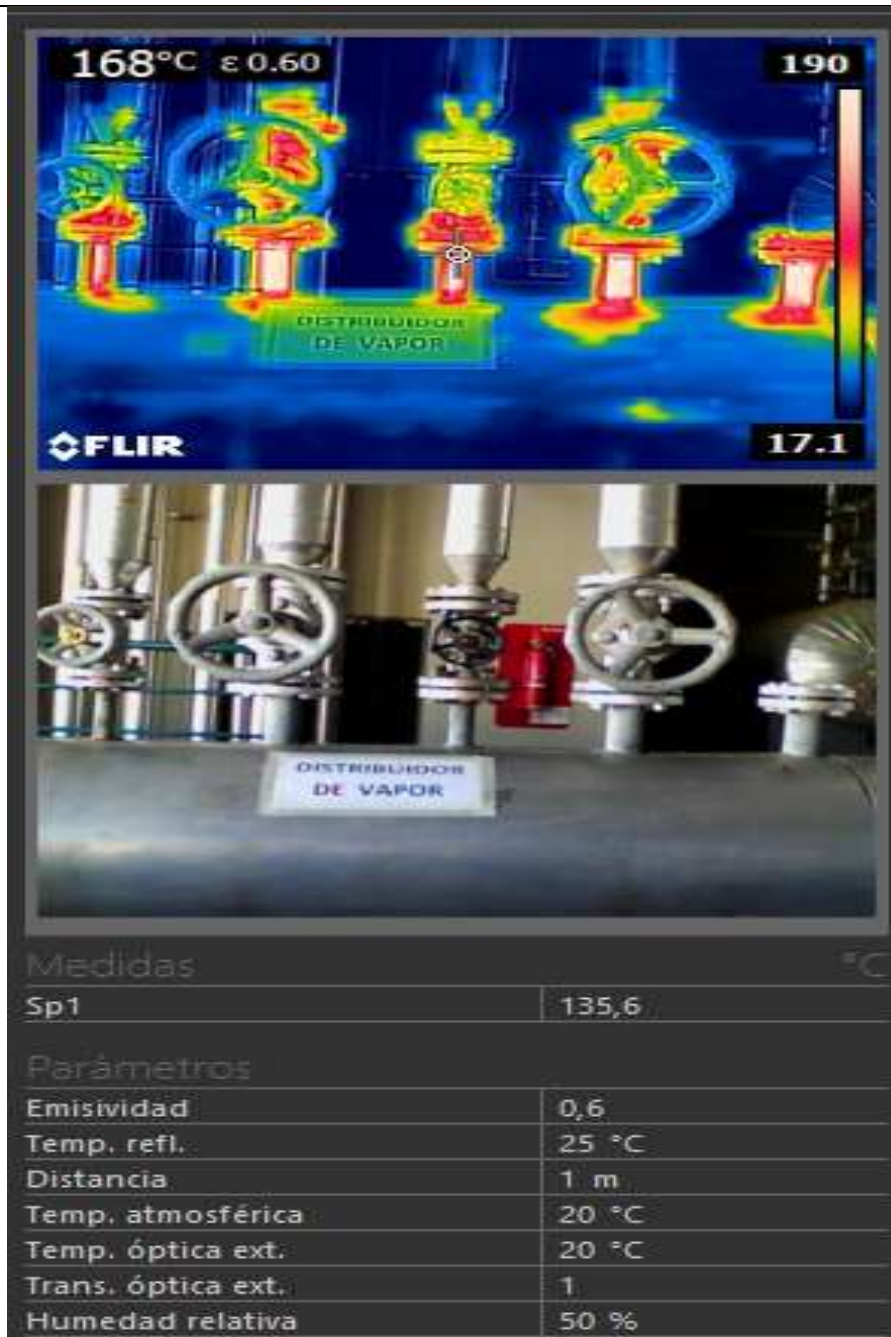 168°C ε 0.60
190
DISTRIBUIDOR
DE VAPOR
FLIR
17.1
DISTRIBUIDOR
DE VAPOR
Medidas °C
Sp1 135,6
Parámetros
Emisividad 0,6
Temp. refl. 25 °C
Distancia 1 m
Temp. atmosférica 20 °C
Temp. óptica ext. 20 °C
Trans. óptica ext. 1
Humedad relativa 50 %